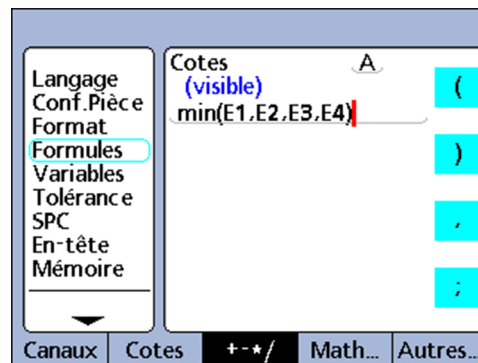 Langage
Conf.Pièce
Format
Formules
Variables
Tolérance
SPC
En-tête
Mémoire
Cotes A
(visible)
min(E1,E2,E3,E4)
(
)
,
;
Canaux Cotes +-*/ Math... Autres...